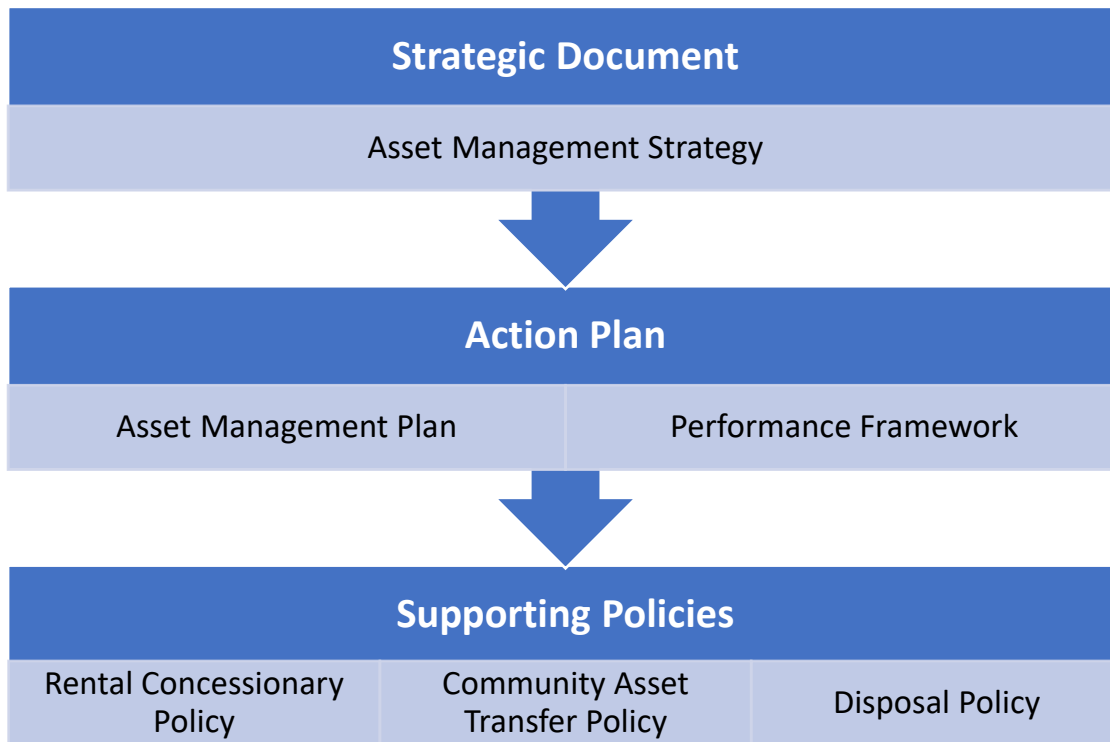 Strategic Document
Asset Management Strategy
Action Plan
Asset Management Plan
Performance Framework
Supporting Policies
Rental Concessionary
Policy
Community Asset
Transfer Policy
Disposal Policy